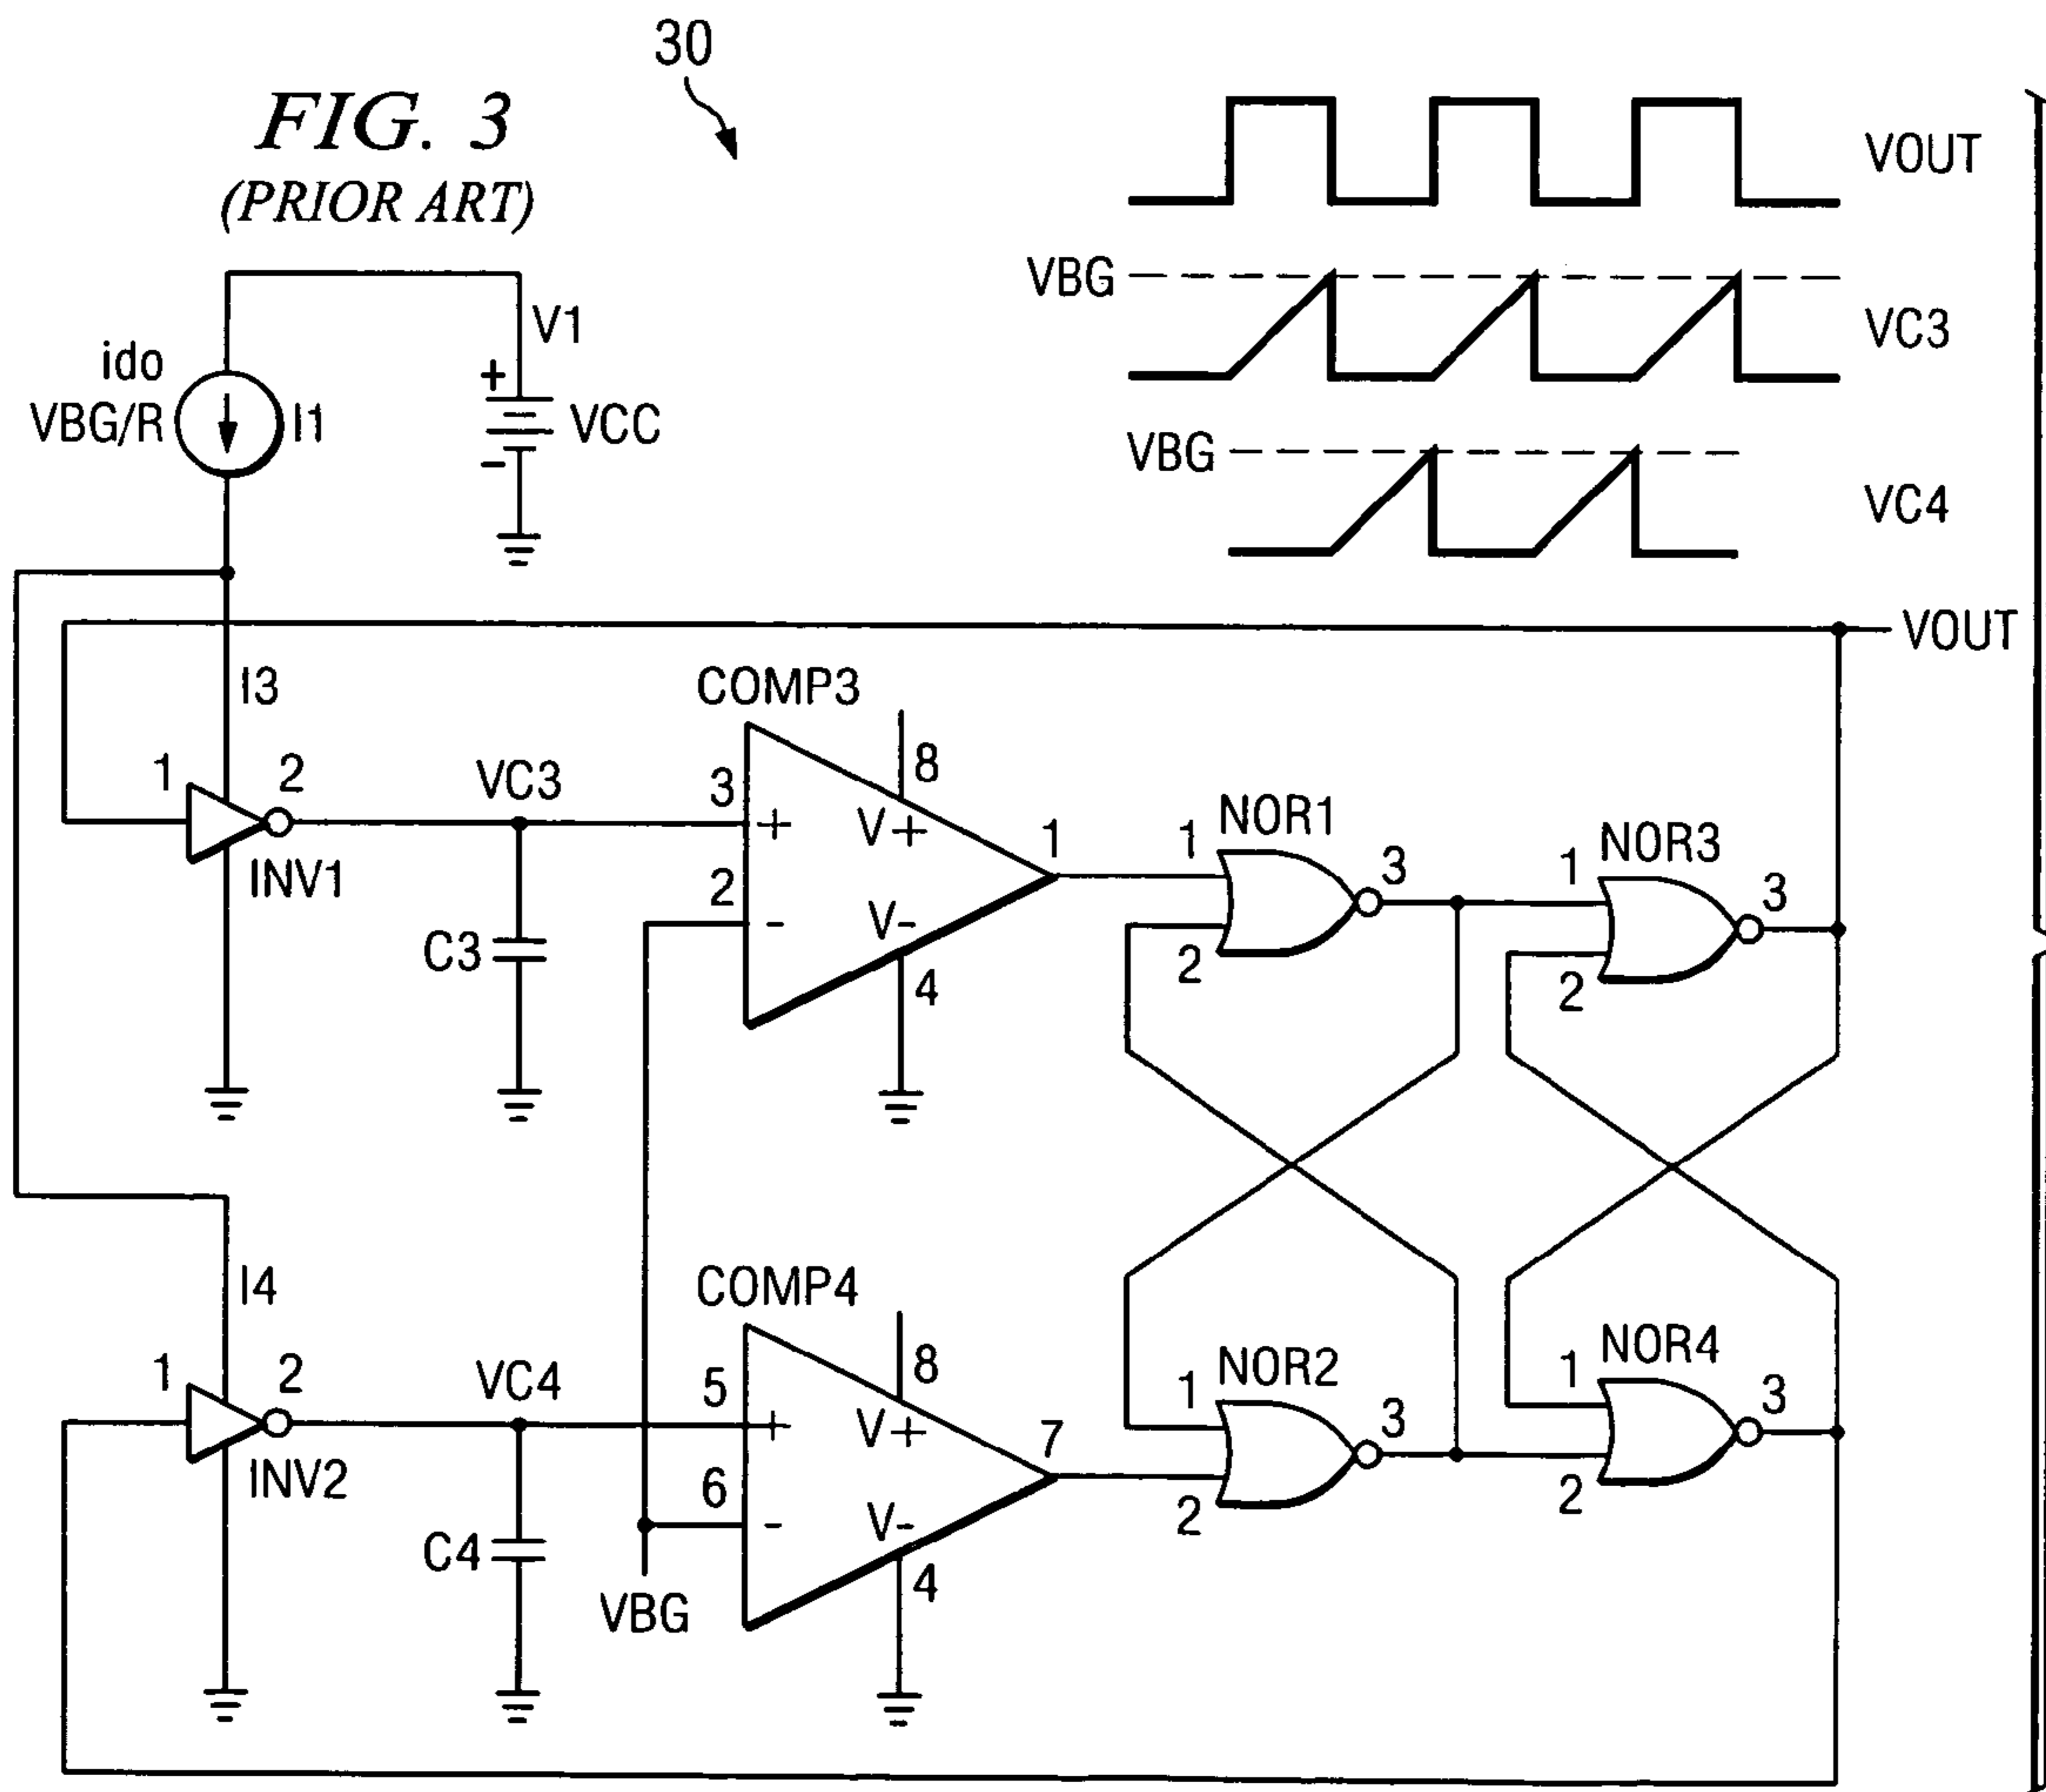 30
FIG. 3
(PRIOR ART)
VOUT
VBG
VC3
VBG
VC4
ido
VBG/R
I1
V1
+
VCC
-
VOUT
I3
1
2
INV1
VC3
C3
COMP3
3
+
2
-
V+
V-
8
4
1
1
NOR1
2
3
1
NOR3
2
3
I4
1
2
INV2
VC4
C4
VBG
COMP4
5
+
6
-
V+
V-
8
4
7
1
NOR2
2
3
1
NOR4
2
3